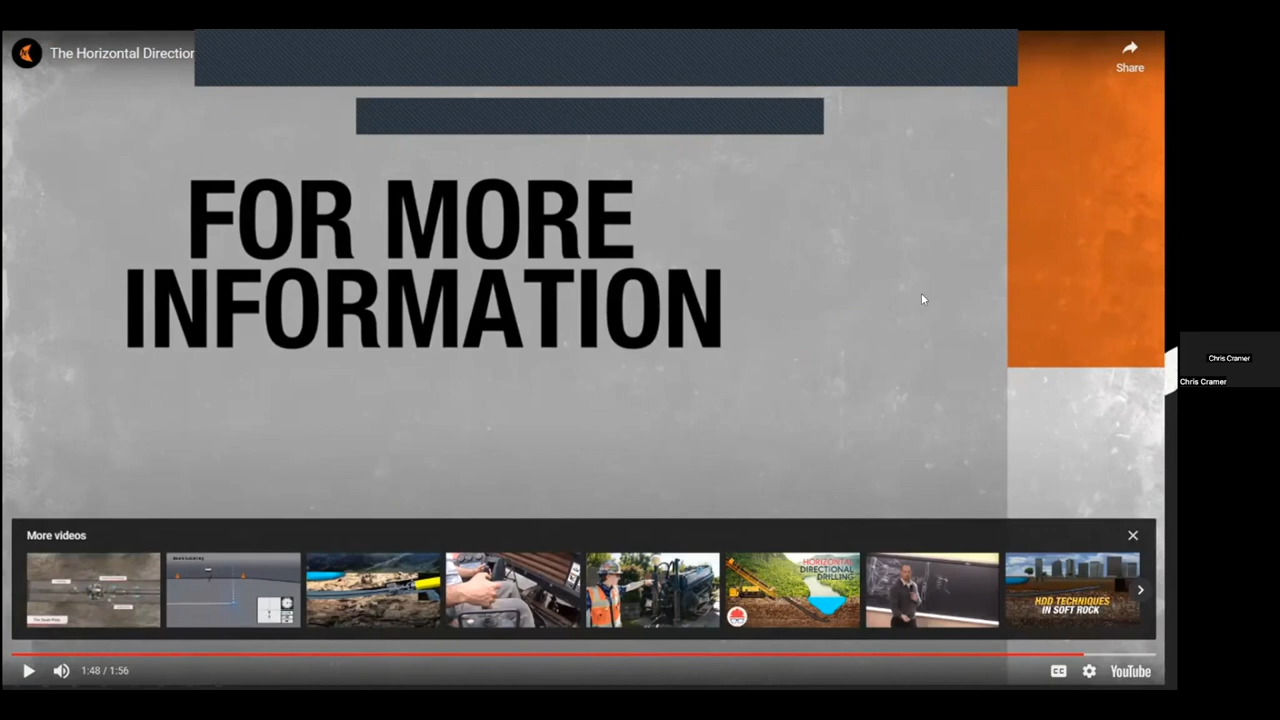 The Horizontal Direction
Share
FOR MORE
INFORMATION
Chris Cramer
Chris Cramer
More videos
HORIZONTAL
DIRECTIONAL
DRILLING
HDD TECHNIQUES
IN SOFT ROCK
1:48 / 1:56
CC
YouTube